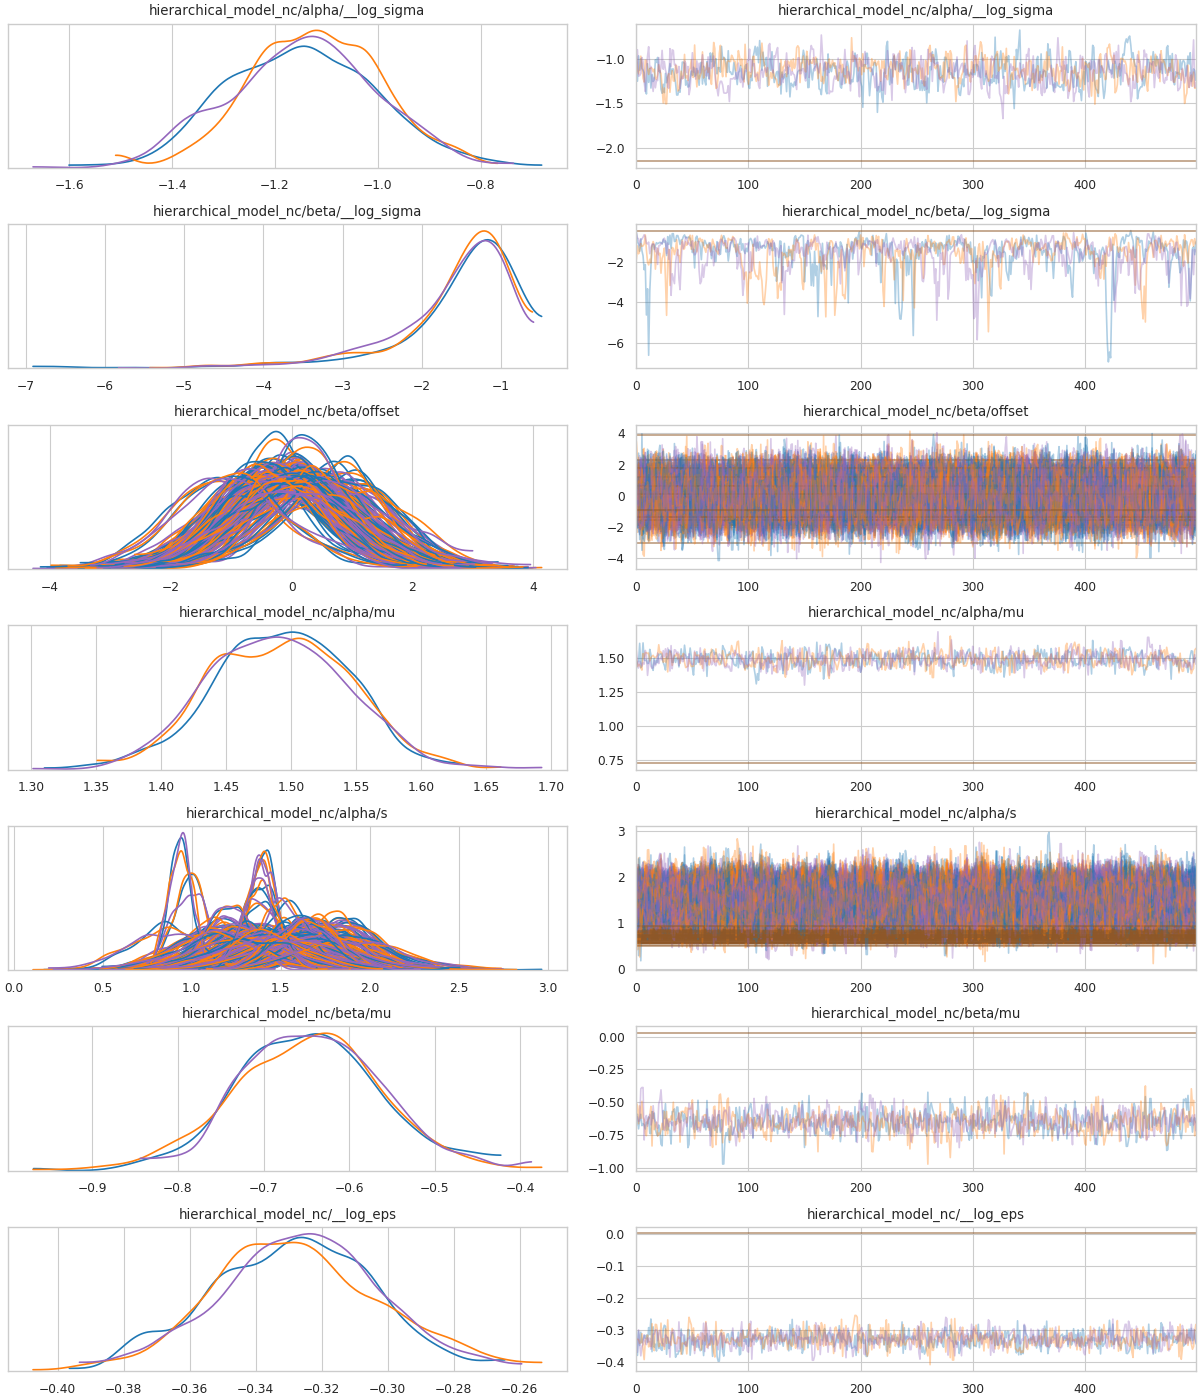 hierarchical_model_nc/alpha/__log_sigma
hierarchical_model_nc/alpha/__log_sigma
−1.0
−1.5
−2.0
−1.6 −1.4 −1.2 −1.0 −0.8
0 100 200 300 400
hierarchical_model_nc/beta/__log_sigma
hierarchical_model_nc/beta/__log_sigma
−2
−4
−6
−7 −6 −5 −4 −3 −2 −1
0 100 200 300 400
hierarchical_model_nc/beta/offset
hierarchical_model_nc/beta/offset
4
2
0
−2
−4
−4 −2 0 2 4
0 100 200 300 400
hierarchical_model_nc/alpha/mu
hierarchical_model_nc/alpha/mu
1.50
1.25
1.00
0.75
1.30 1.35 1.40 1.45 1.50 1.55 1.60 1.65 1.70
0 100 200 300 400
hierarchical_model_nc/alpha/s
hierarchical_model_nc/alpha/s
3
2
1
0
0.0 0.5 1.0 1.5 2.0 2.5 3.0
0 100 200 300 400
hierarchical_model_nc/beta/mu
hierarchical_model_nc/beta/mu
0.00
−0.25
−0.50
−0.75
−1.00
−0.9 −0.8 −0.7 −0.6 −0.5 −0.4
0 100 200 300 400
hierarchical_model_nc/__log_eps
hierarchical_model_nc/__log_eps
0.0
−0.1
−0.2
−0.3
−0.4
−0.40 −0.38 −0.36 −0.34 −0.32 −0.30 −0.28 −0.26
0 100 200 300 400